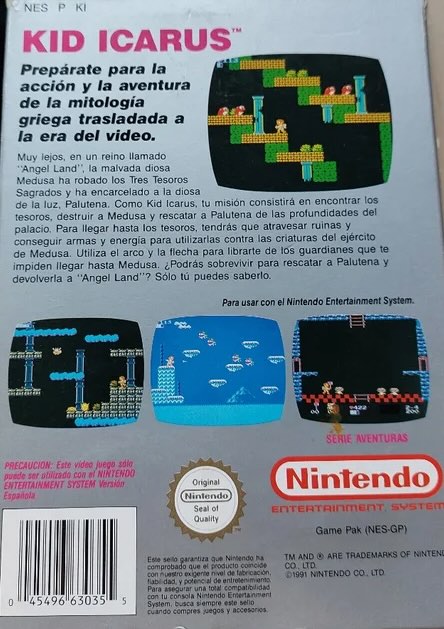 NES P KI
KID ICARUS™
Prepárate para la
acción y la aventura
de la mitología
griega trasladada a
la era del video.
Muy lejos, en un reino llamado
"Angel Land", la malvada diosa
Medusa ha robado los Tres Tesoros
Sagrados y ha encarcelado a la diosa
de la luz, Palutena. Como Kid Icarus, tu misión consistirá en encontrar los
tesoros, destruir a Medusa y rescatar a Palutena de las profundidades del
palacio. Para llegar hasta los tesoros, tendrás que atravesar ruinas y
conseguir armas y energía para utilizarlas contra las criaturas del ejército
de Medusa. Utiliza el arco y la flecha para librarte de los guardianes que te
impiden llegar hasta Medusa. ¿Podrás sobrevivir para rescatar a Palutena y
devolverla a "Angel Land"? Sólo tú puedes saberlo.
Para usar con el Nintendo Entertainment System.
SERIE AVENTURAS
PRECAUCION: Este video juego sólo
puede ser utilizado con el NINTENDO
ENTERTAINMENT SYSTEM Versión
Española
Original
Nintendo
Seal of
Quality
TM
Nintendo®
ENTERTAINMENT SYSTEM
Game Pak (NES-GP)
Este sello garantiza que Nintendo ha
comprobado que el producto coincide
con nuestro exigente nivel de fabricación,
fiabilidad, y potencial de entretenimiento.
Para asegurar una total compatibilidad
con tu consola Nintendo Entertainment
System, busca siempre este sello
cuando compres juegos y accesorios.
TM AND ® ARE TRADEMARKS OF NINTENDO
CO., LTD.
©1991 NINTENDO CO., LTD.
0 45496 63035 5